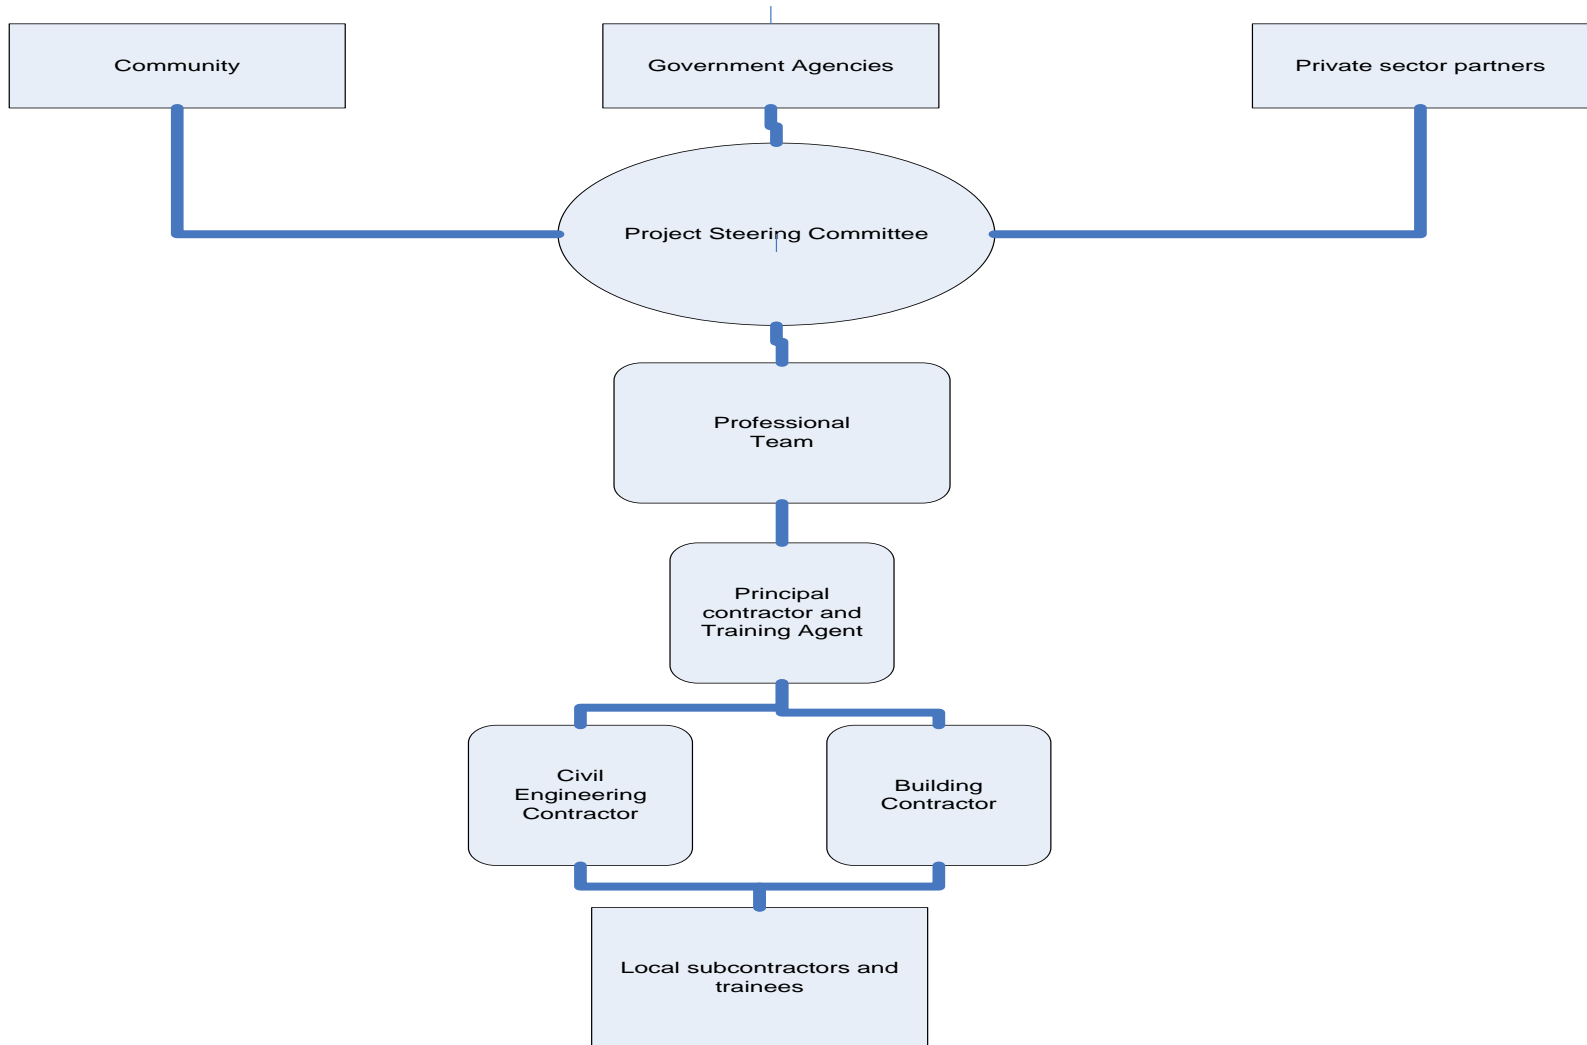 Community
Government Agencies
Private sector partners
Project Steering Committee
Professional
Team
Principal
contractor and
Training Agent
Civil
Engineering
Contractor
Building
Contractor
Local subcontractors and
trainees